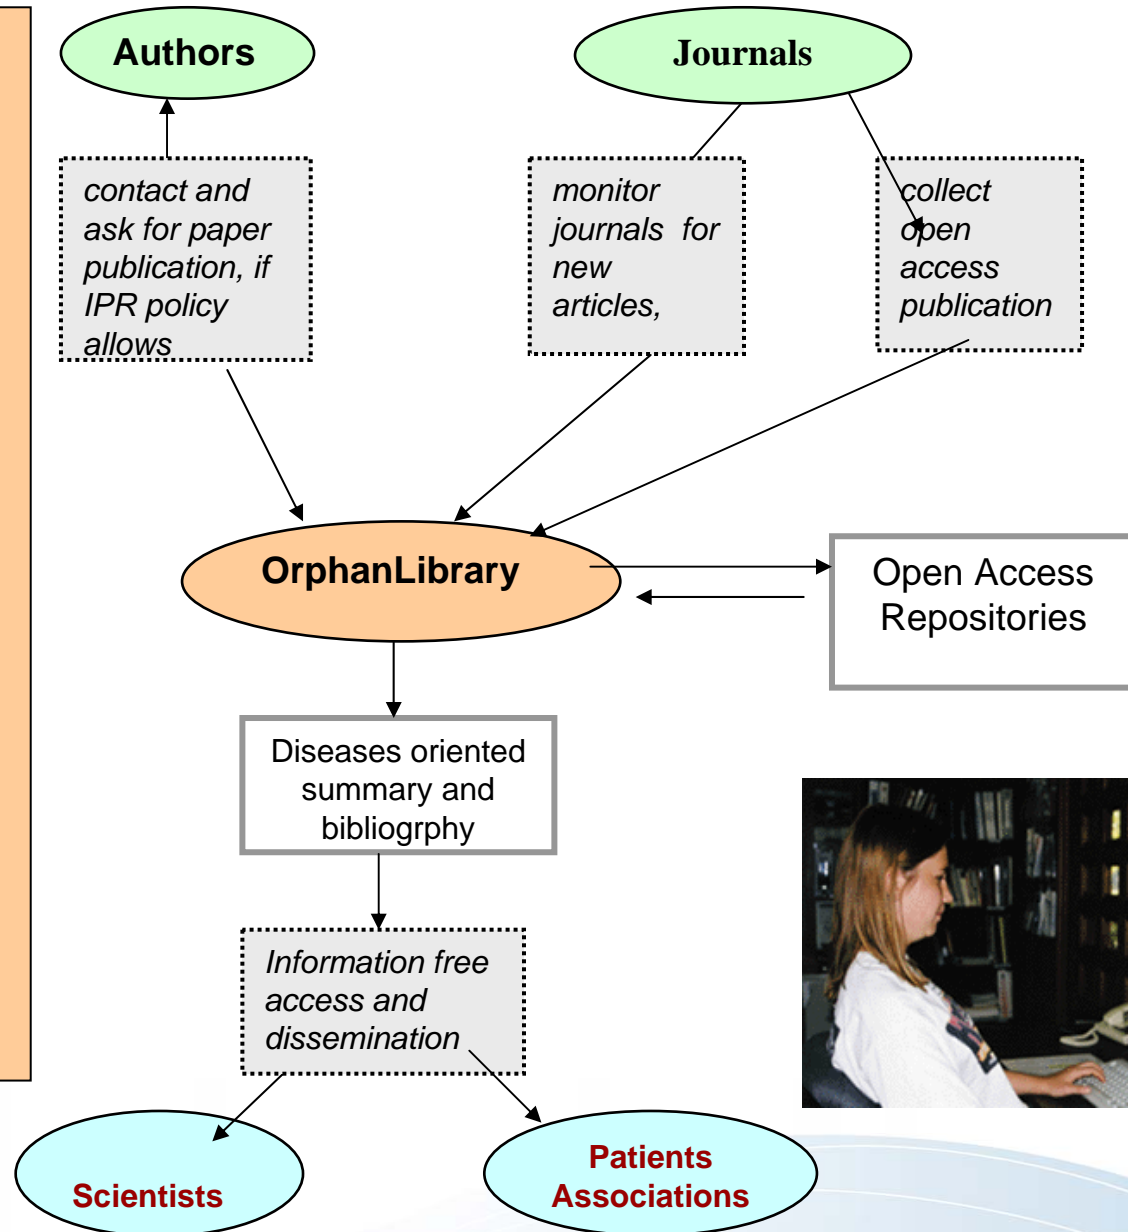 Authors
Journals
contact and
ask for paper
publication, if
IPR policy
allows
monitor
journals for
new
articles,
collect
open
access
publication
OrphanLibrary
Open Access
Repositories
Diseases oriented
summary and
bibliogrphy
Information free
access and
dissemination
Scientists
Patients
Associations